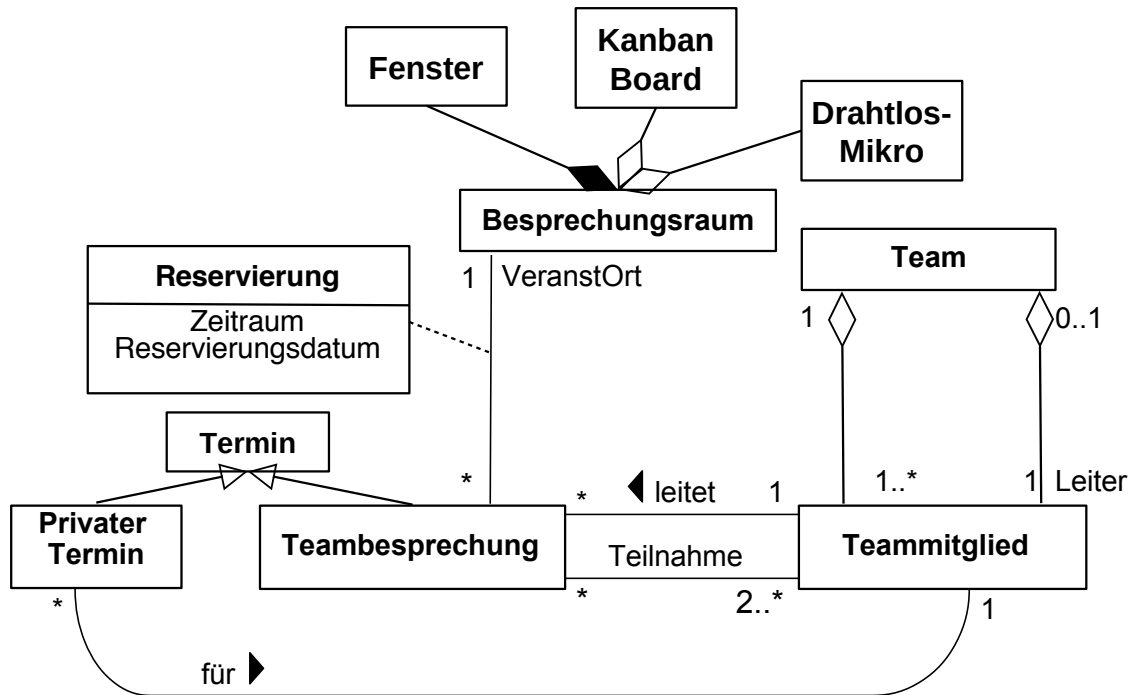 Fenster
Kanban
Board
Drahtlos-
Mikro
Besprechungsraum
Team
Reservierung
Zeitraum
Reservierungsdatum
1
VeranstOrt
1
0..1
Termin
*
*
leitet
1
1..*
1
Leiter
Privater
Termin
Teambesprechung
Teilnahme
Teammitglied
*
*
2..*
1
für